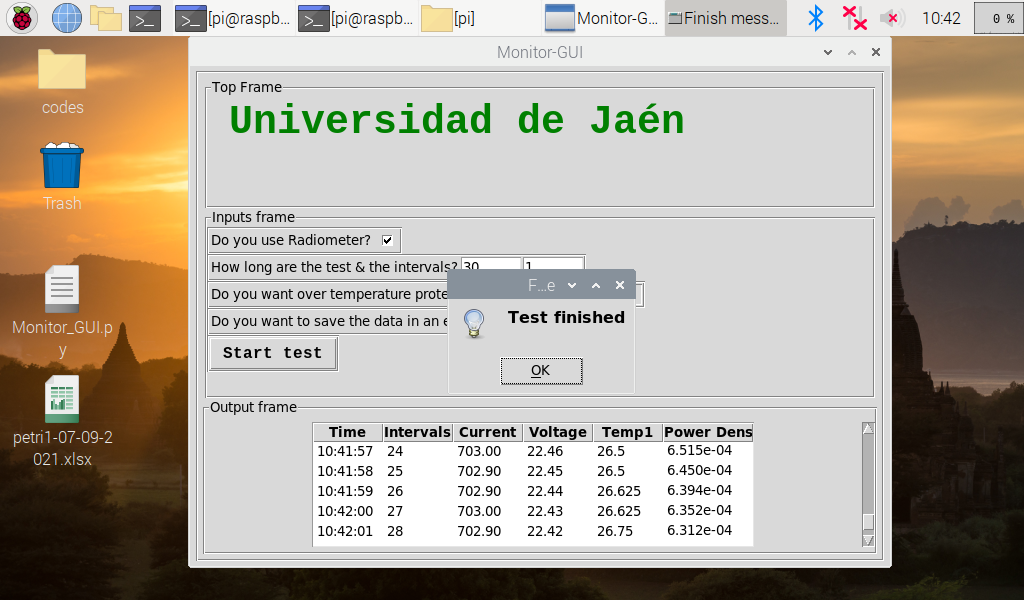 [pi@raspb...
[pi@raspb...
[pi]
Monitor-G...
Finish mess...
10:42
0 %
Monitor-GUI
codes
Trash
Monitor_GUI.p
y
petri1-07-09-2
021.xlsx
Top Frame
Universidad de Jaén
Inputs frame
Do you use Radiometer?
How long are the test & the intervals? 30 1
Do you want over temperature prote
Do you want to save the data in an e
Start test
F...e
Test finished
OK
Output frame
Time Intervals Current Voltage Temp1 Power Dens
10:41:57 24 703.00 22.46 26.5 6.515e-04
10:41:58 25 702.90 22.45 26.5 6.450e-04
10:41:59 26 702.90 22.44 26.625 6.394e-04
10:42:00 27 703.00 22.43 26.625 6.352e-04
10:42:01 28 702.90 22.42 26.75 6.312e-04